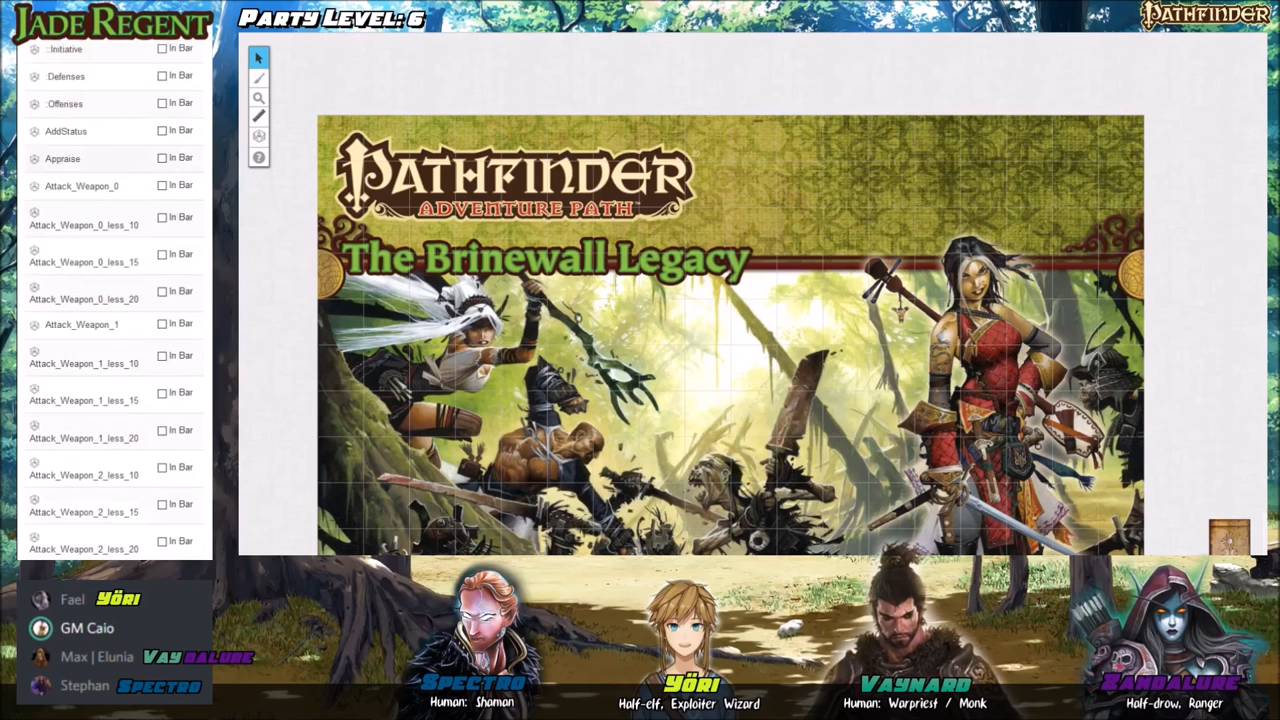 JADE REGENT
PARTY LEVEL: 6
PATHFINDER
::Initiative In Bar
:Defenses In Bar
:Offenses In Bar
AddStatus In Bar
Appraise In Bar
Attack_Weapon_0 In Bar
Attack_Weapon_0_less_10 In Bar
Attack_Weapon_0_less_15 In Bar
Attack_Weapon_0_less_20 In Bar
Attack_Weapon_1 In Bar
Attack_Weapon_1_less_10 In Bar
Attack_Weapon_1_less_15 In Bar
Attack_Weapon_1_less_20 In Bar
Attack_Weapon_2_less_10 In Bar
Attack_Weapon_2_less_15 In Bar
Attack_Weapon_2_less_20 In Bar
PATHFINDER
ADVENTURE PATH™
The Brinewall Legacy
Fael YÖRI
GM Caio
Max | Elunia VAYDALURE
Stephan SPECTRO
SPECTRO
Human: Shaman
YÖRI
Half-elf, Exploiter Wizard
VAYNARD
Human: Warpriest / Monk
ZANDALURE
Half-drow, Ranger